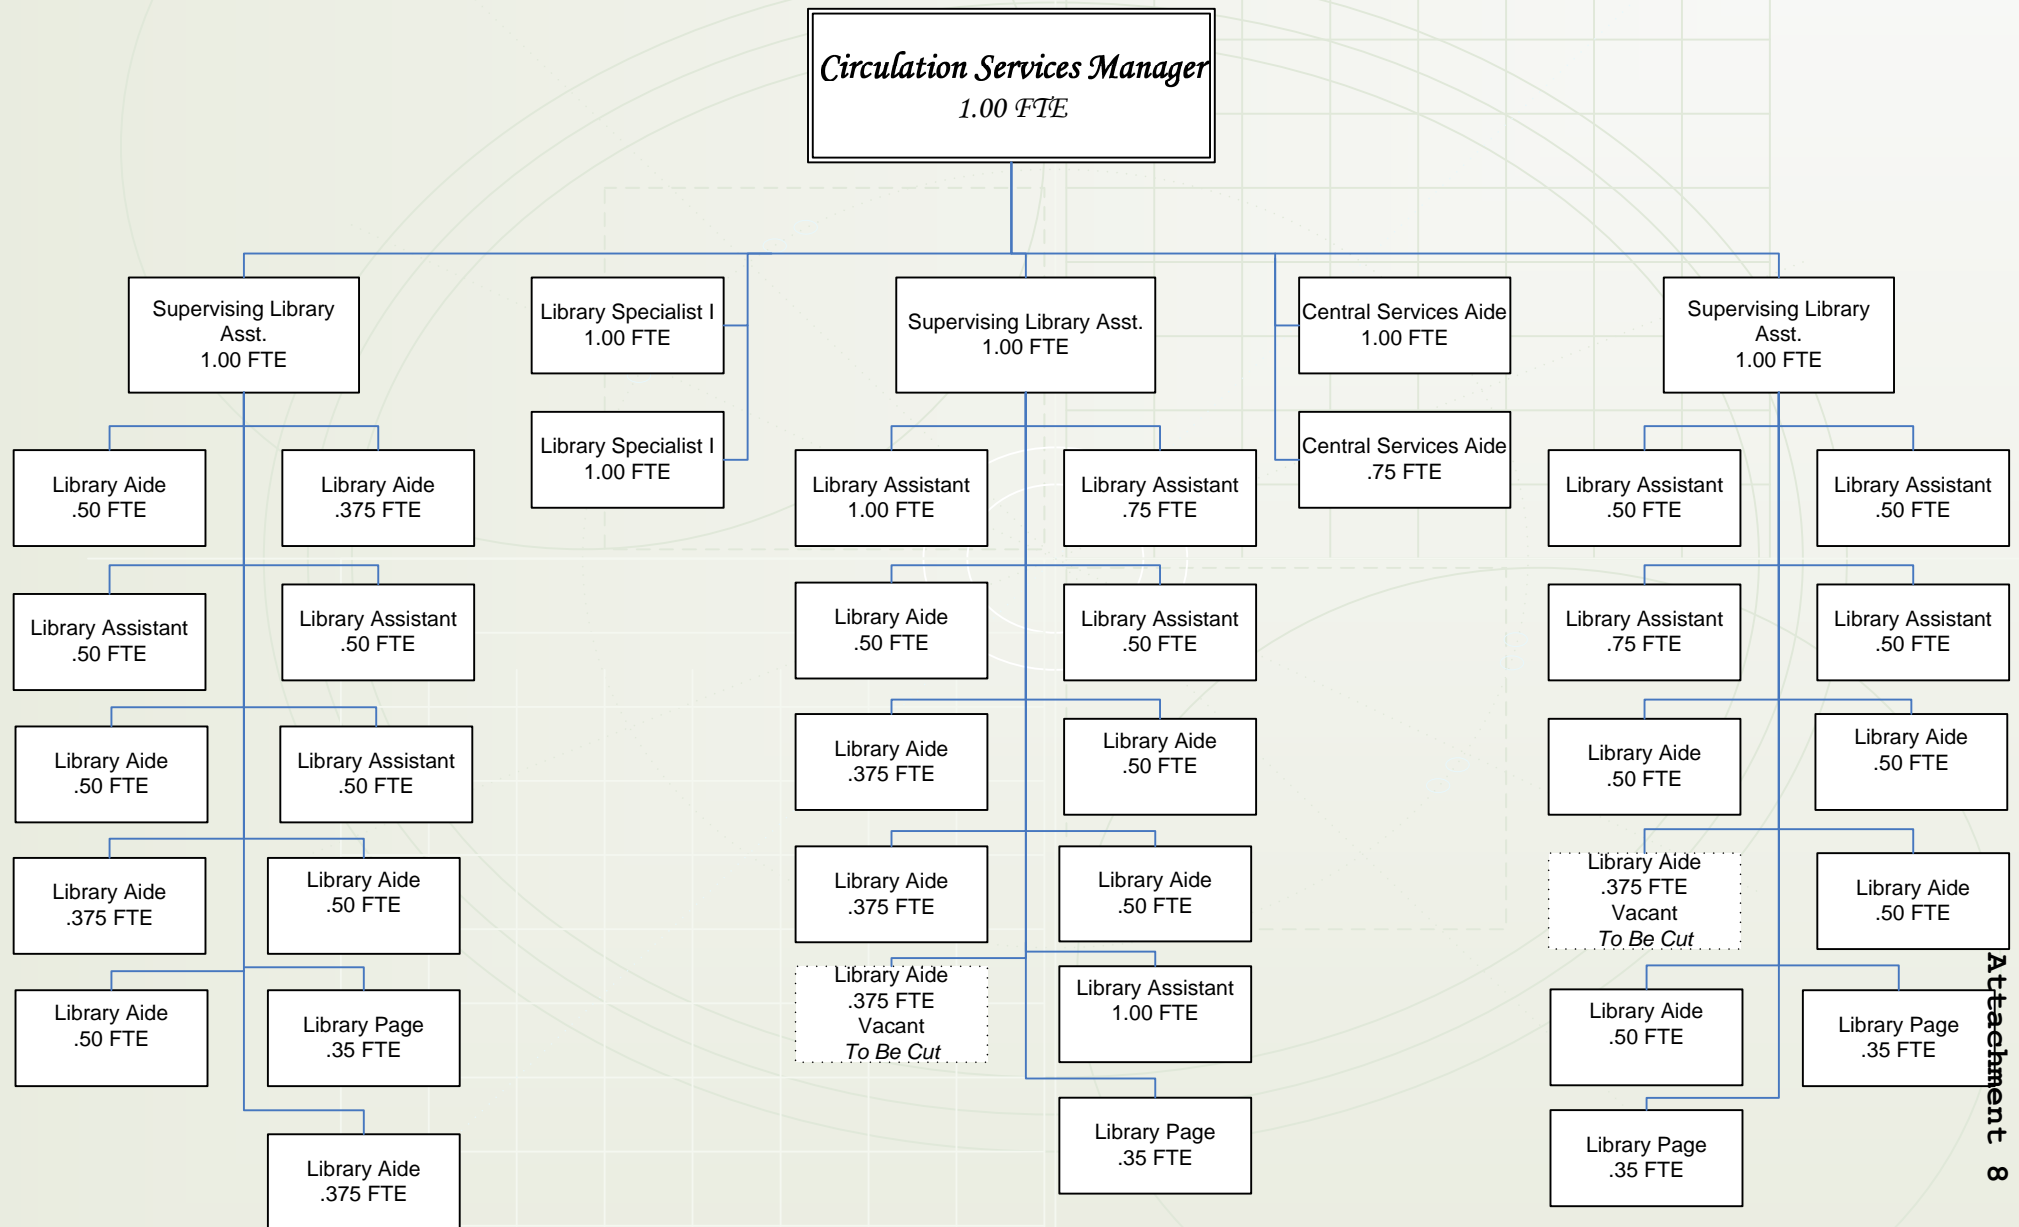 Circulation Services Manager
1.00 FTE
Supervising Library
Asst.
1.00 FTE
Library Specialist I
1.00 FTE
Supervising Library Asst.
1.00 FTE
Central Services Aide
1.00 FTE
Supervising Library
Asst.
1.00 FTE
Library Specialist I
1.00 FTE
Central Services Aide
.75 FTE
Library Aide
.50 FTE
Library Aide
.375 FTE
Library Assistant
.50 FTE
Library Assistant
.50 FTE
Library Aide
.50 FTE
Library Assistant
.50 FTE
Library Aide
.375 FTE
Library Aide
.50 FTE
Library Aide
.50 FTE
Library Page
.35 FTE
Library Aide
.375 FTE
Library Assistant
1.00 FTE
Library Assistant
.75 FTE
Library Aide
.50 FTE
Library Assistant
.50 FTE
Library Aide
.375 FTE
Library Aide
.50 FTE
Library Aide
.375 FTE
Library Aide
.50 FTE
Library Aide
.375 FTE
Vacant
To Be Cut
Library Assistant
1.00 FTE
Library Page
.35 FTE
Library Assistant
.50 FTE
Library Assistant
.50 FTE
Library Assistant
.75 FTE
Library Assistant
.50 FTE
Library Aide
.50 FTE
Library Aide
.50 FTE
Library Aide
.375 FTE
Vacant
To Be Cut
Library Aide
.50 FTE
Library Aide
.50 FTE
Library Page
.35 FTE
Library Page
.35 FTE
Attachment 8